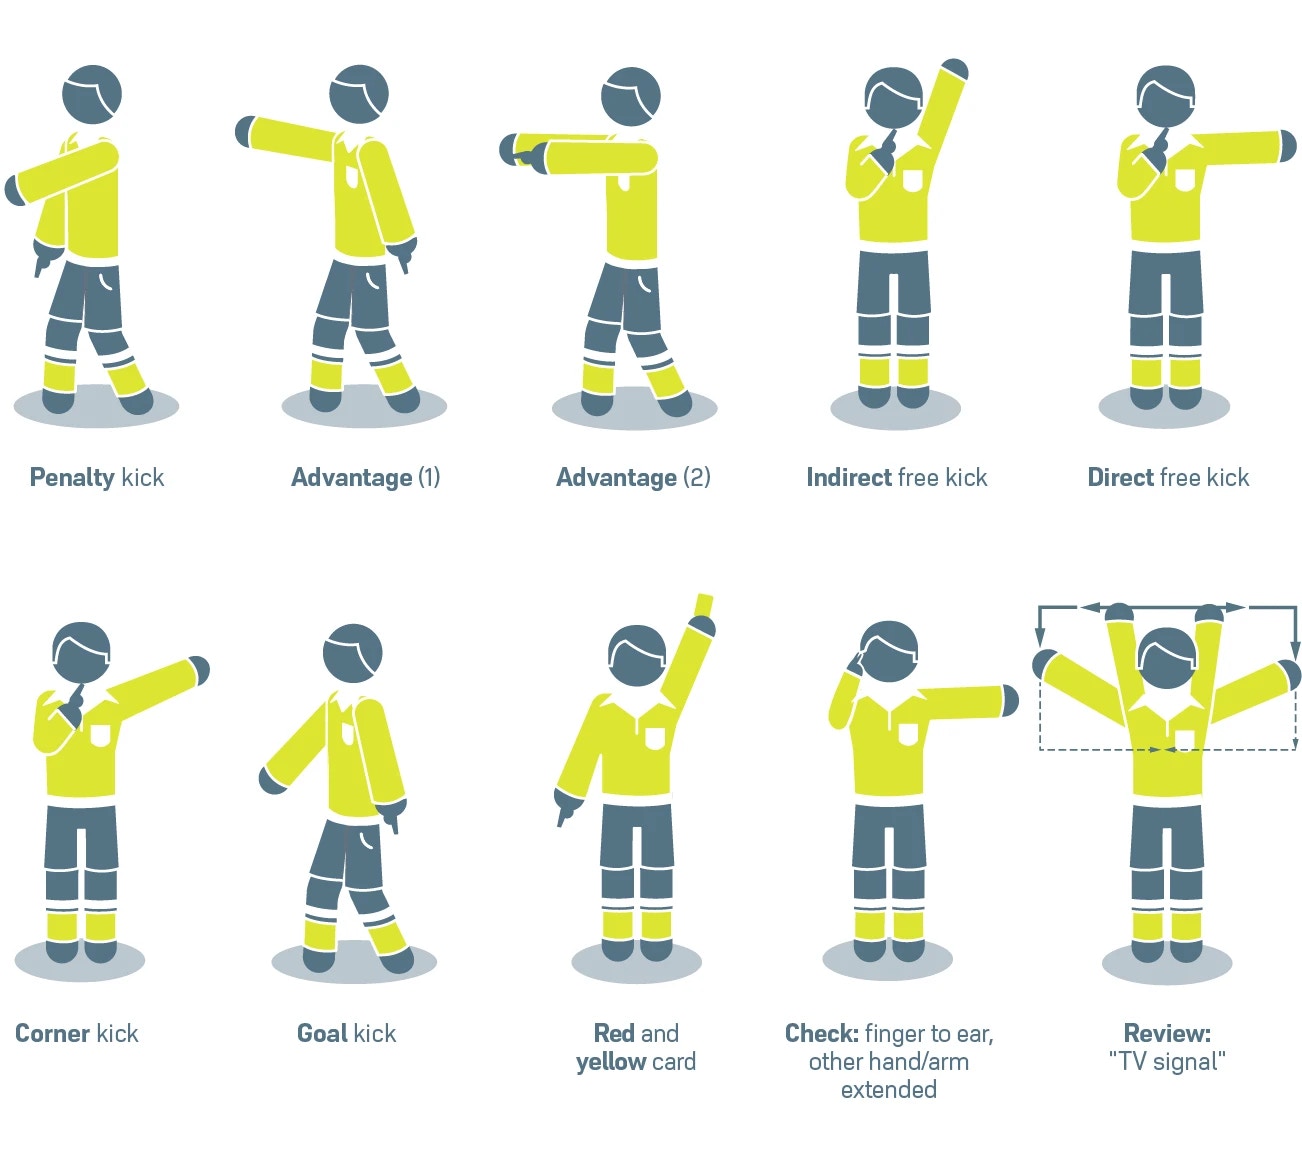 Penalty kick
Advantage (1)
Advantage (2)
Indirect free kick
Direct free kick
Corner kick
Goal kick
Red and
yellow card
Check: finger to ear,
other hand/arm
extended
Review:
"TV signal"